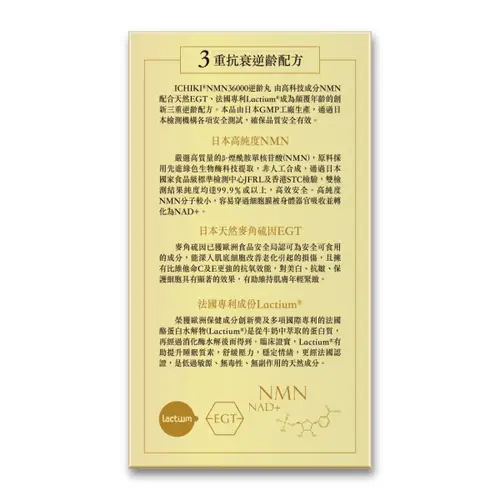 3重抗衰逆齡配方
ICHIKI®NMN36000逆齡丸 由高科技成分NMN
配合天然EGT、法國專利Lactium®成為顛覆年齡的創
新三重逆齡配方。本品由日本GMP工廠生產，通過日
本檢測機構各項安全測試，確保品質安全有效。
日本高純度NMN
嚴選高質量的β-煙酰胺單核苷酸(NMN)，原料採
用先進綠色生物酶科技提取，非人工合成，通過日本
國家食品級標準檢測中心JFRL及香港STC檢驗，雙檢
測結果純度均達99.9%或以上，高效安全。高純度
NMN分子較小，容易穿過細胞膜被身體器官吸收並轉
化為NAD+。
日本天然麥角硫因EGT
麥角硫因已獲歐洲食品安全局認可為安全可食用
的成分，能深入肌底細胞改善老化引起的損傷，且擁
有比維他命C及E更強的抗氧效能，對美白、抗皺、保
護細胞具有顯著的效果，有助維持肌膚年輕緊緻。
法國專利成份Lactium®
榮獲歐洲保健成分創新獎及多項國際專利的法國
酪蛋白水解物(Lactium®)是從牛奶中萃取的蛋白質，
再經過消化酶水解後而得到。臨床證實，Lactium®有
助提升睡眠質素，舒緩壓力，穩定情緒，更經法國認
證，是低過敏源、無毒性、無副作用的天然成分。
Lactium
EGT
NMN
NAD+